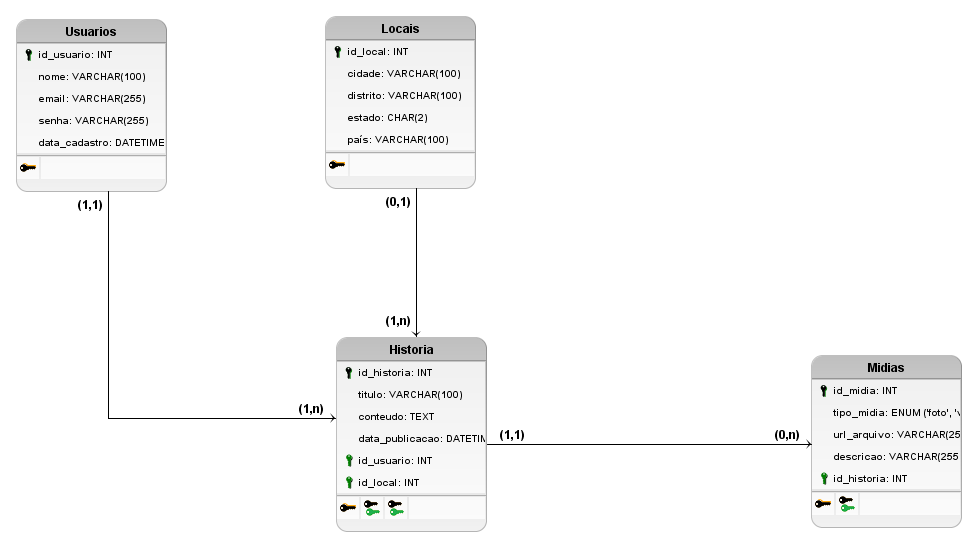 Usuarios
id_usuario: INT
nome: VARCHAR(100)
email: VARCHAR(255)
senha: VARCHAR(255)
data_cadastro: DATETIME
(1,1)
Locais
id_local: INT
cidade: VARCHAR(100)
distrito: VARCHAR(100)
estado: CHAR(2)
país: VARCHAR(100)
(0,1)
(1,n)
(1,n)
Historia
id_historia: INT
titulo: VARCHAR(100)
conteudo: TEXT
data_publicacao: DATETIM
id_usuario: INT
id_local: INT
(1,1)
(0,n)
Midias
id_midia: INT
tipo_midia: ENUM ('foto', 'v
url_arquivo: VARCHAR(25
descricao: VARCHAR(255
id_historia: INT